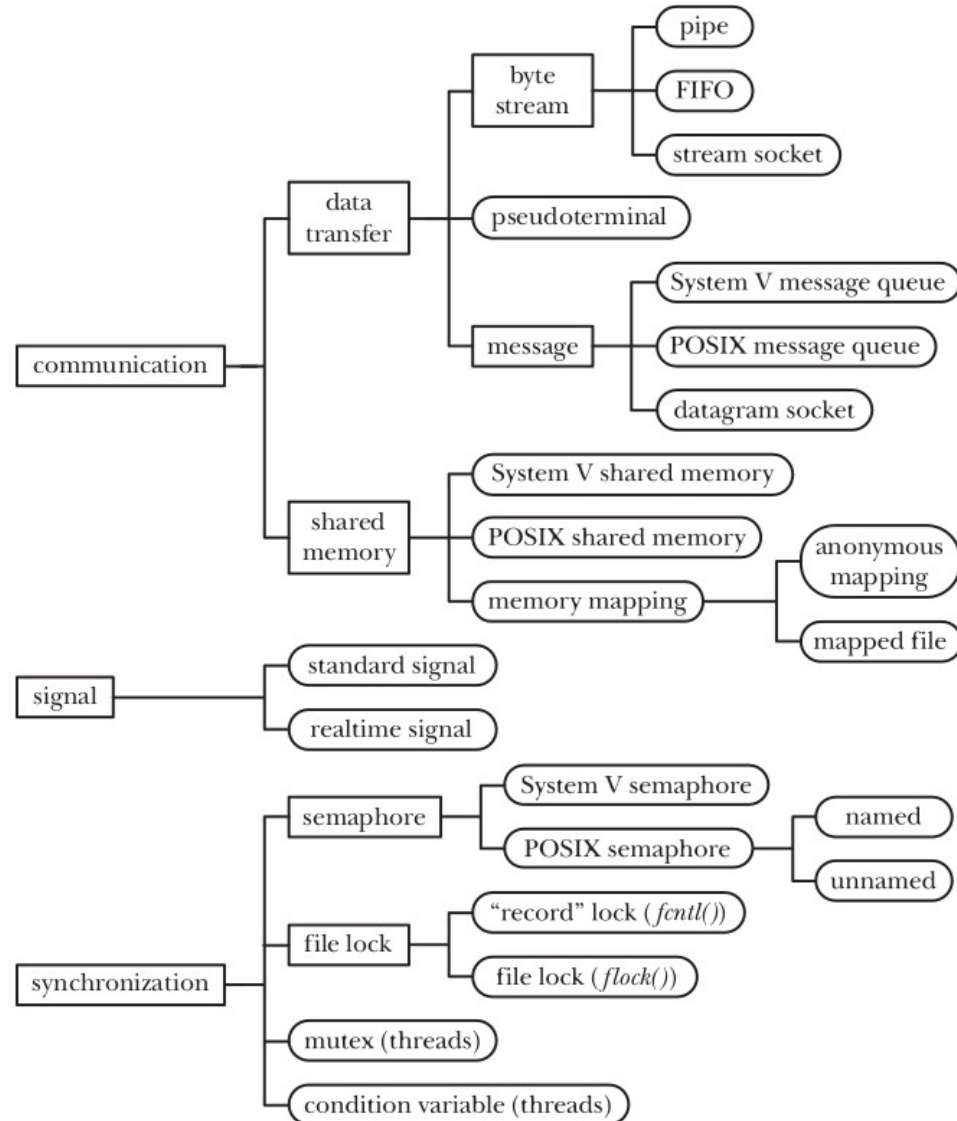 pipe
byte
stream
FIFO
stream socket
data
transfer
pseudoterminal
System V message queue
message
POSIX message queue
communication
datagram socket
System V shared memory
shared
memory
POSIX shared memory
anonymous
mapping
memory mapping
mapped file
standard signal
signal
realtime signal
System V semaphore
semaphore
named
POSIX semaphore
unnamed
“record” lock (fcntl())
file lock
file lock (flock())
synchronization
mutex (threads)
condition variable (threads)